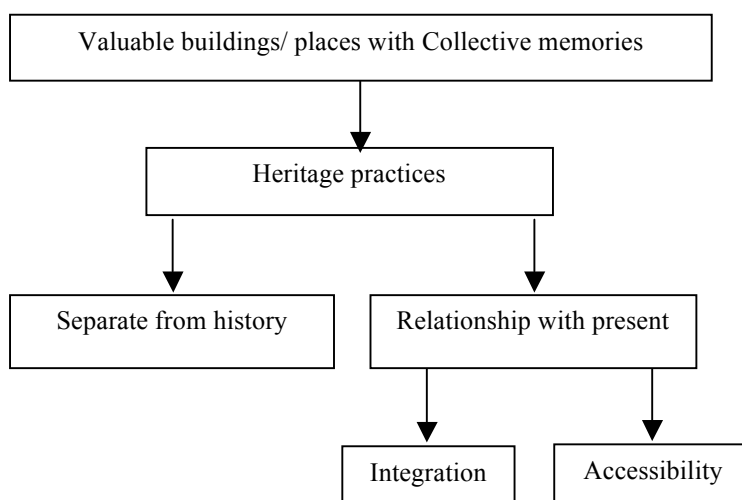 Valuable buildings/ places with Collective memories
Heritage practices
Separate from history
Relationship with present
Integration
Accessibility